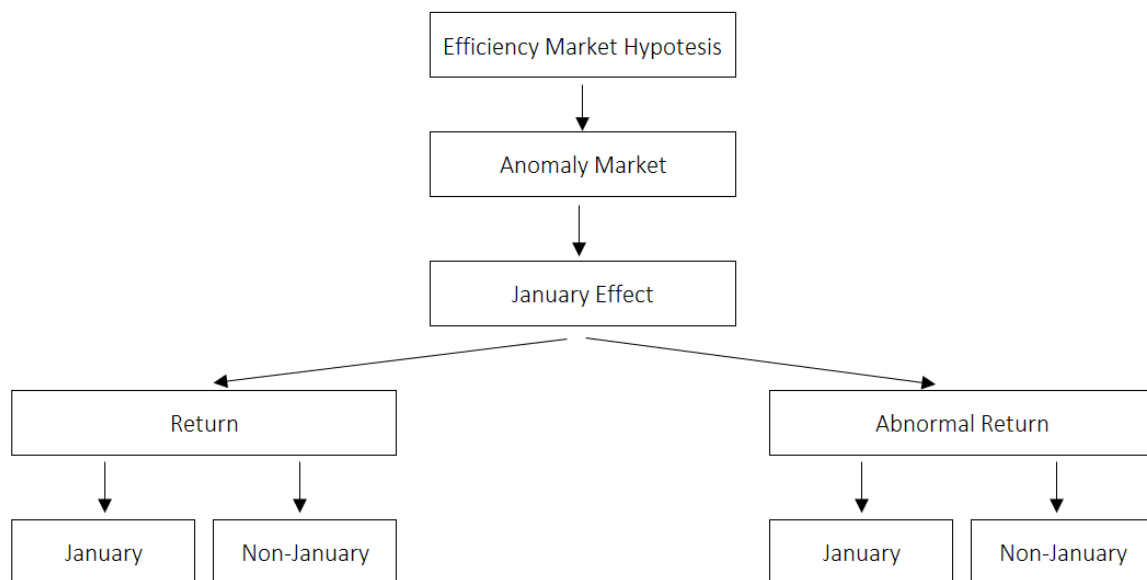 Efficiency Market Hypotesis
Anomaly Market
January Effect
Return
Abnormal Return
January
Non-January
January
Non-January